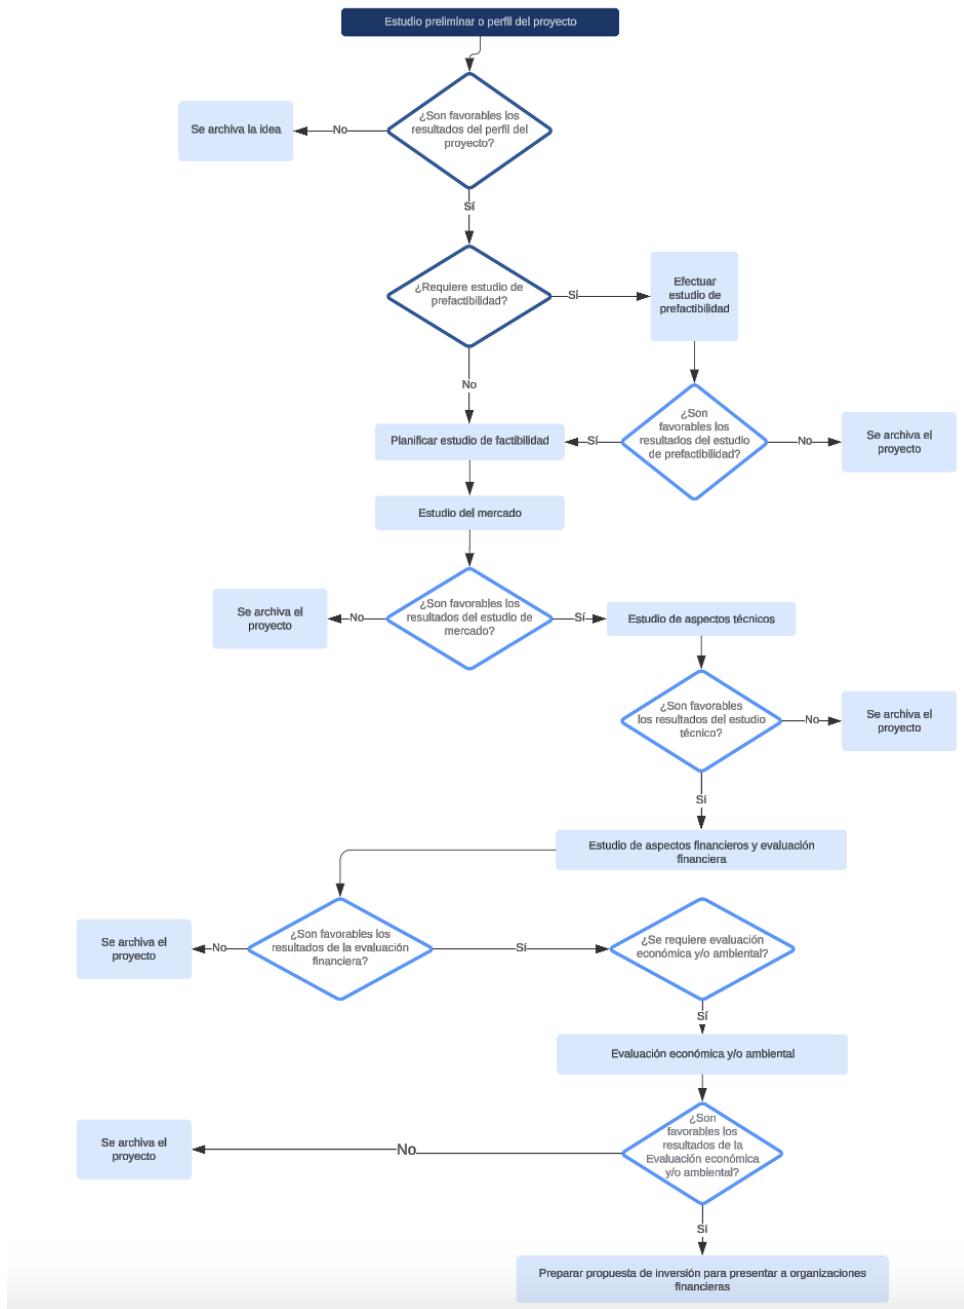 Estudio preliminar o perfil del proyecto
¿Son favorables los
resultados del perfil del
proyecto?
No
Se archiva la idea
Sí
¿Requiere estudio de
prefactibilidad?
Sí
Efectuar
estudio de
prefactibilidad
No
¿Son
favorables los
resultados del estudio
de prefactibilidad?
No
Se archiva el
proyecto
Sí
Planificar estudio de factibilidad
Estudio del mercado
¿Son favorables los
resultados del estudio de
mercado?
No
Se archiva el
proyecto
Sí
Estudio de aspectos técnicos
¿Son favorables
los resultados del estudio
técnico?
No
Se archiva el
proyecto
Sí
Estudio de aspectos financieros y evaluación
financiera
¿Son favorables los
resultados de la evaluación
financiera?
No
Se archiva el
proyecto
Sí
¿Se requiere evaluación
económica y/o ambiental?
Sí
Evaluación económica y/o ambiental
¿Son
favorables los
resultados de la
Evaluación económica
y/o ambiental?
No
Se archiva el
proyecto
Sí
Preparar propuesta de inversión para presentar a organizaciones
financieras